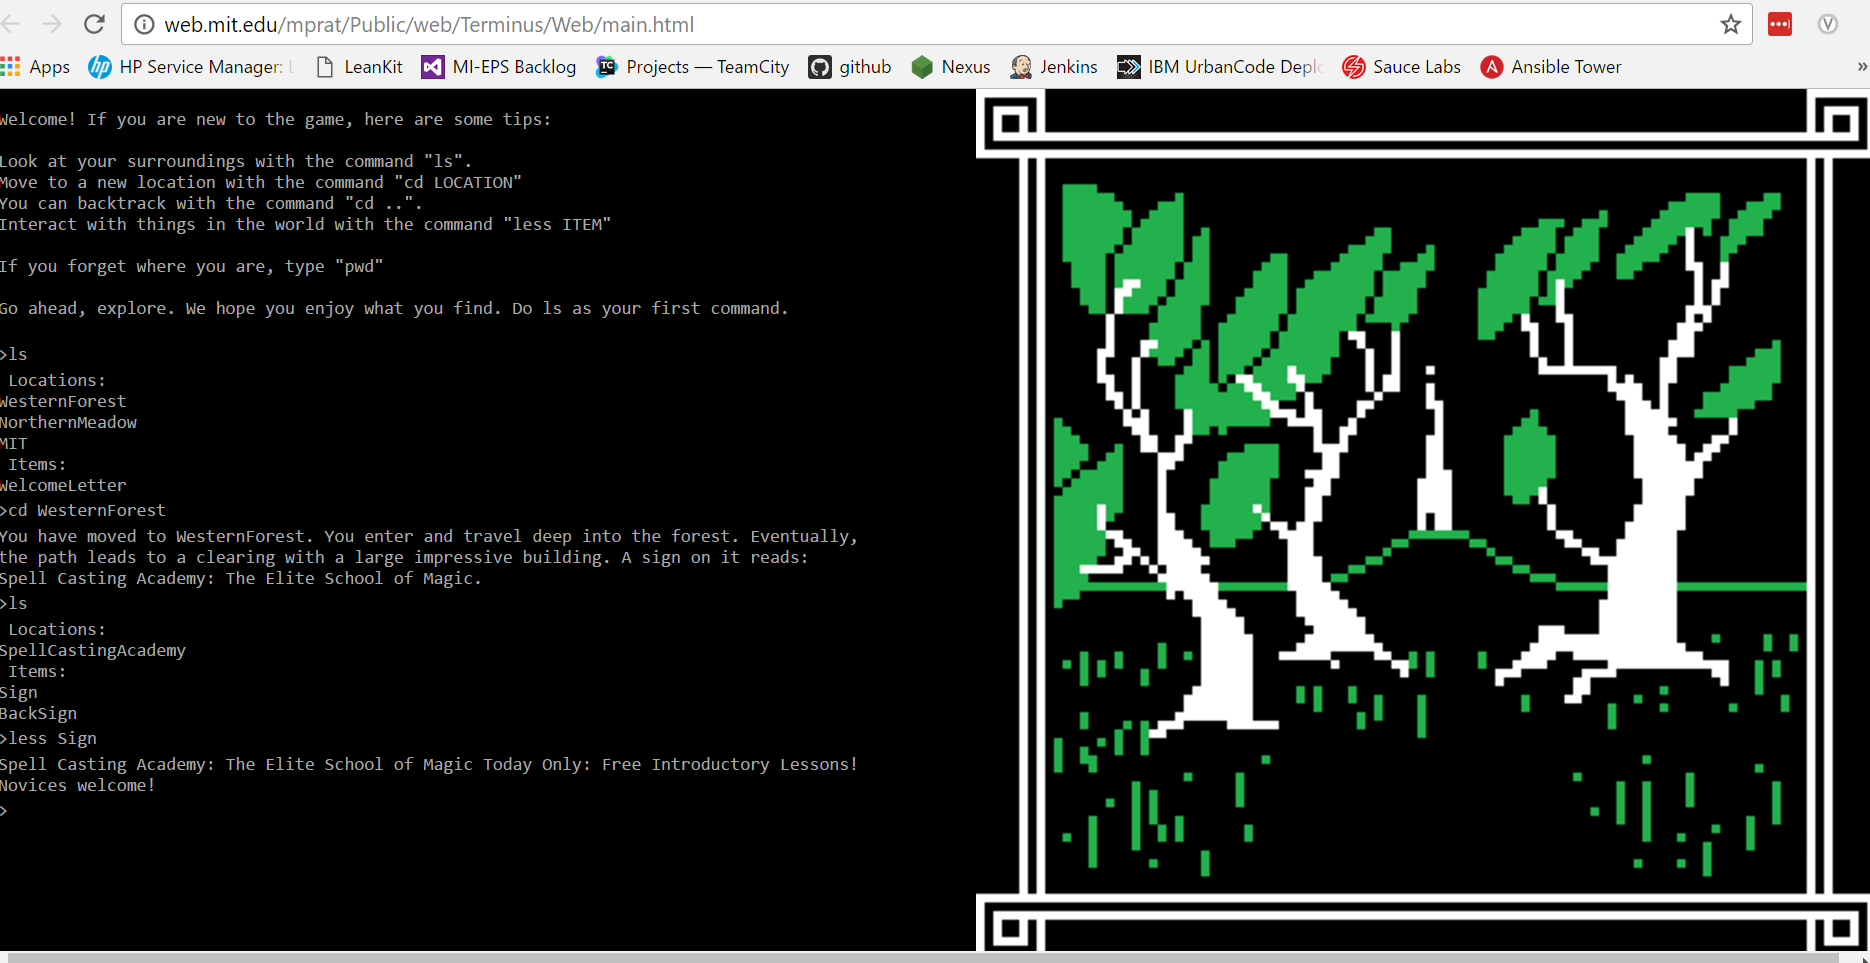 web.mit.edu/mprat/Public/web/Terminus/Web/main.html
Apps HP Service Manager: LeanKit MI-EPS Backlog Projects — TeamCity github Nexus Jenkins IBM UrbanCode Deplo Sauce Labs Ansible Tower »
Welcome! If you are new to the game, here are some tips:
Look at your surroundings with the command "ls".
Move to a new location with the command "cd LOCATION"
You can backtrack with the command "cd ..".
Interact with things in the world with the command "less ITEM"
If you forget where you are, type "pwd"
Go ahead, explore. We hope you enjoy what you find. Do ls as your first command.
>ls
Locations:
WesternForest
NorthernMeadow
MIT
Items:
WelcomeLetter
>cd WesternForest
You have moved to WesternForest. You enter and travel deep into the forest. Eventually,
the path leads to a clearing with a large impressive building. A sign on it reads:
Spell Casting Academy: The Elite School of Magic.
>ls
Locations:
SpellCastingAcademy
Items:
Sign
BackSign
>less Sign
Spell Casting Academy: The Elite School of Magic Today Only: Free Introductory Lessons!
Novices welcome!
>